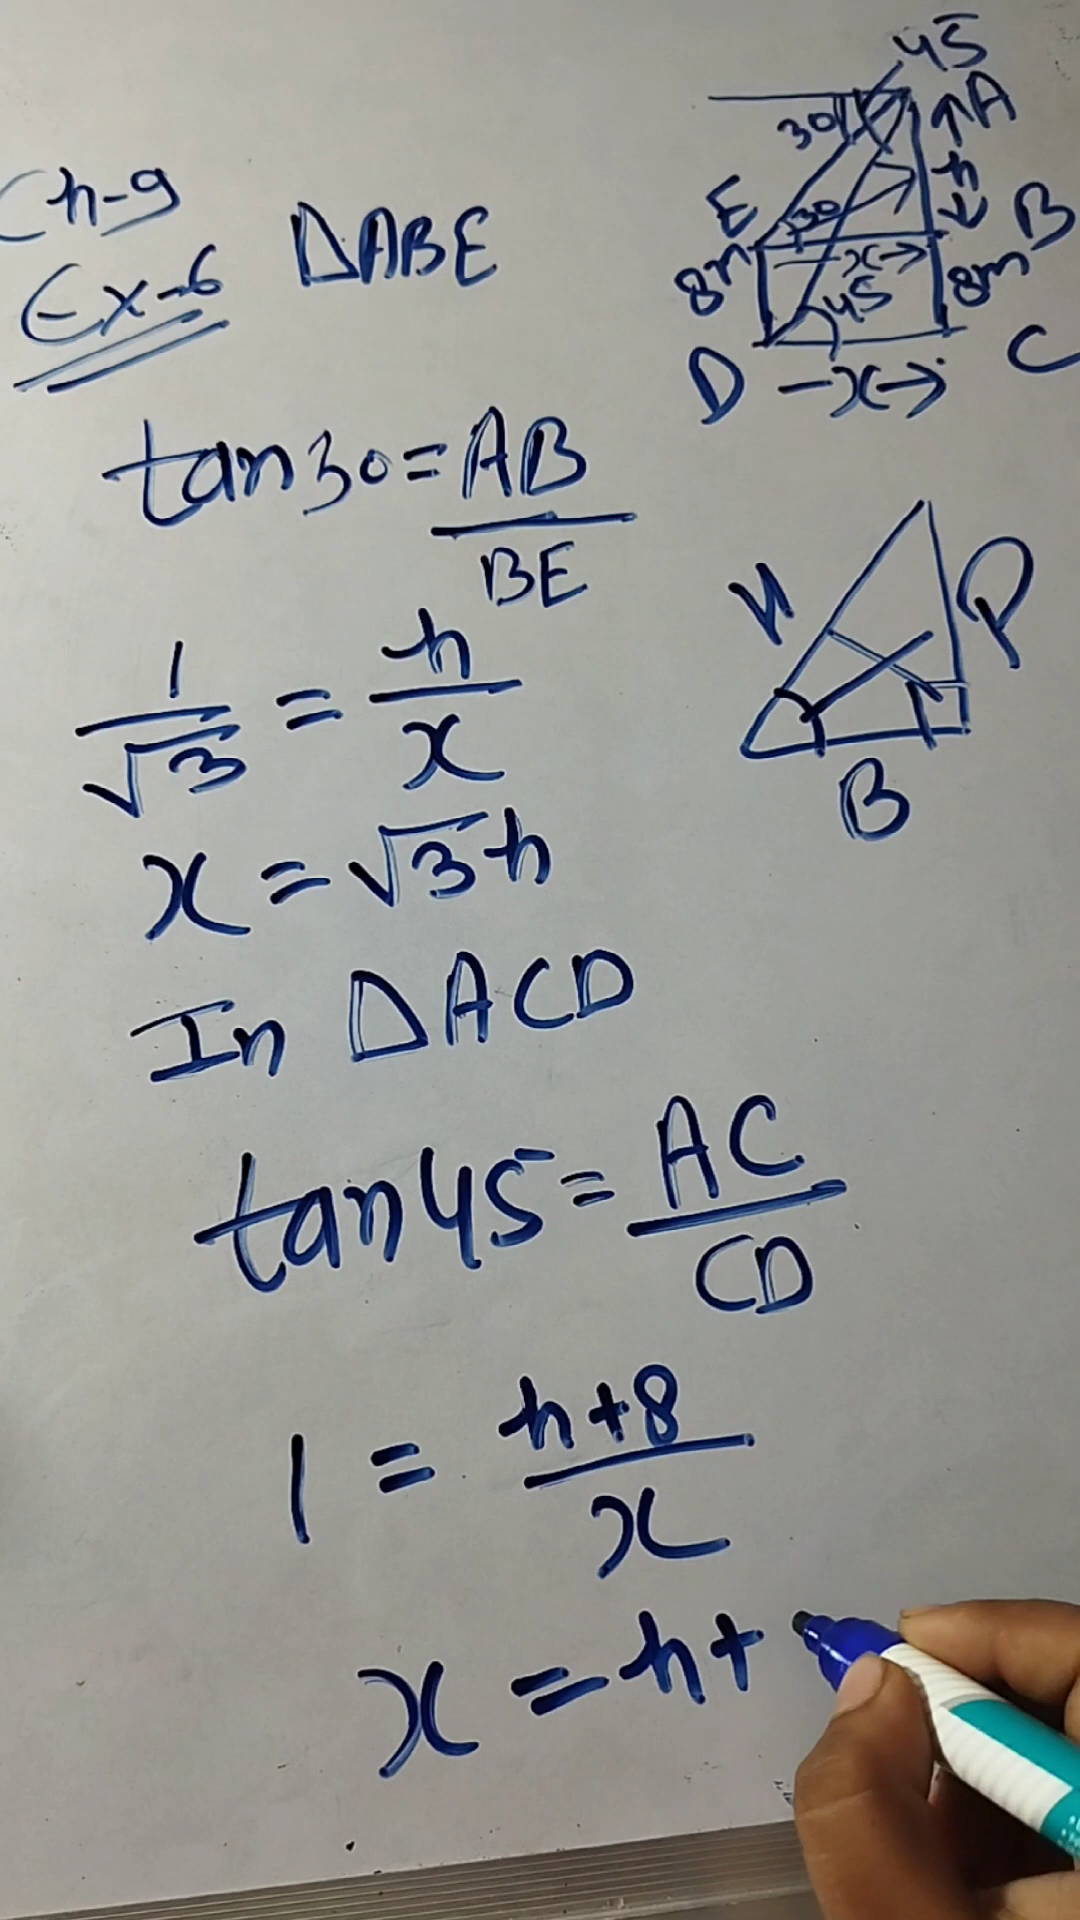 Ch-9
Ex-6
ΔABE
45
30
A
h
E
30
B
8m
x
8m
45
D
x
C
tan30=AB
BE
H
P
B
1 = h
√3 x
x = √3h
In ΔACD
tan45=AC
CD
1 = h+8
x
x = h+